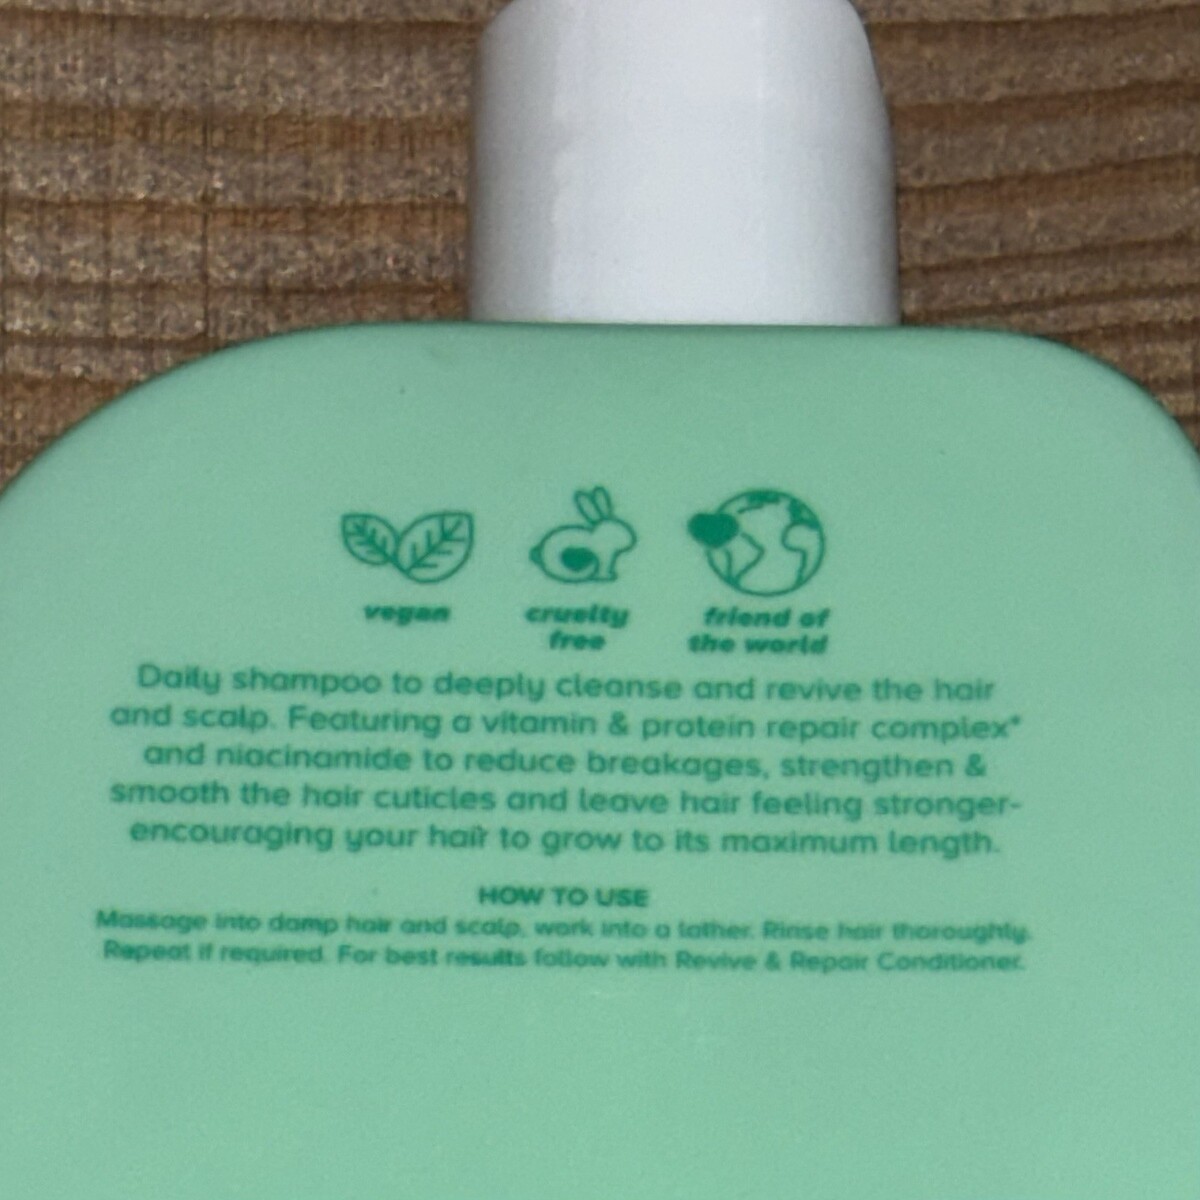 vegan
cruelty
free
friend of
the world
Daily shampoo to deeply cleanse and revive the hair
and scalp. Featuring a vitamin & protein repair complex*
and niacinamide to reduce breakages, strengthen &
smooth the hair cuticles and leave hair feeling stronger-
encouraging your hair to grow to its maximum length.
HOW TO USE
Massage into damp hair and scalp, work into a lather. Rinse hair thoroughly.
Repeat if required. For best results follow with Revive & Repair Conditioner.